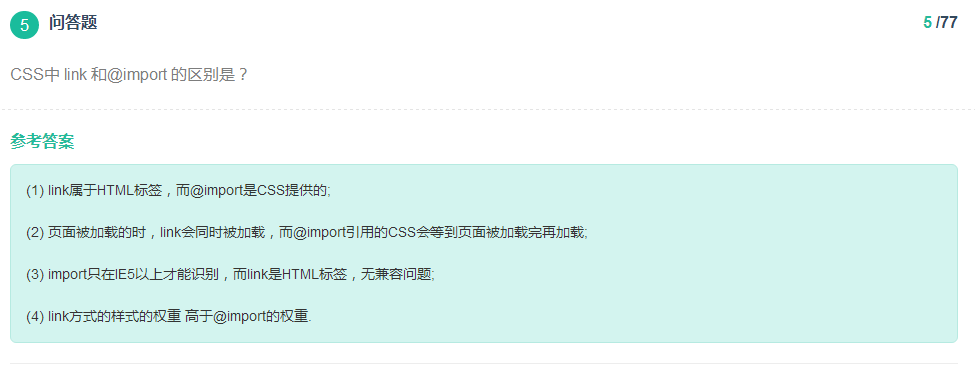 5 问答题 5 /77
CSS中 link 和@import 的区别是？
参考答案
(1) link属于HTML标签，而@import是CSS提供的;
(2) 页面被加载的时，link会同时被加载，而@import引用的CSS会等到页面被加载完再加载;
(3) import只在IE5以上才能识别，而link是HTML标签，无兼容问题;
(4) link方式的样式的权重 高于@import的权重.